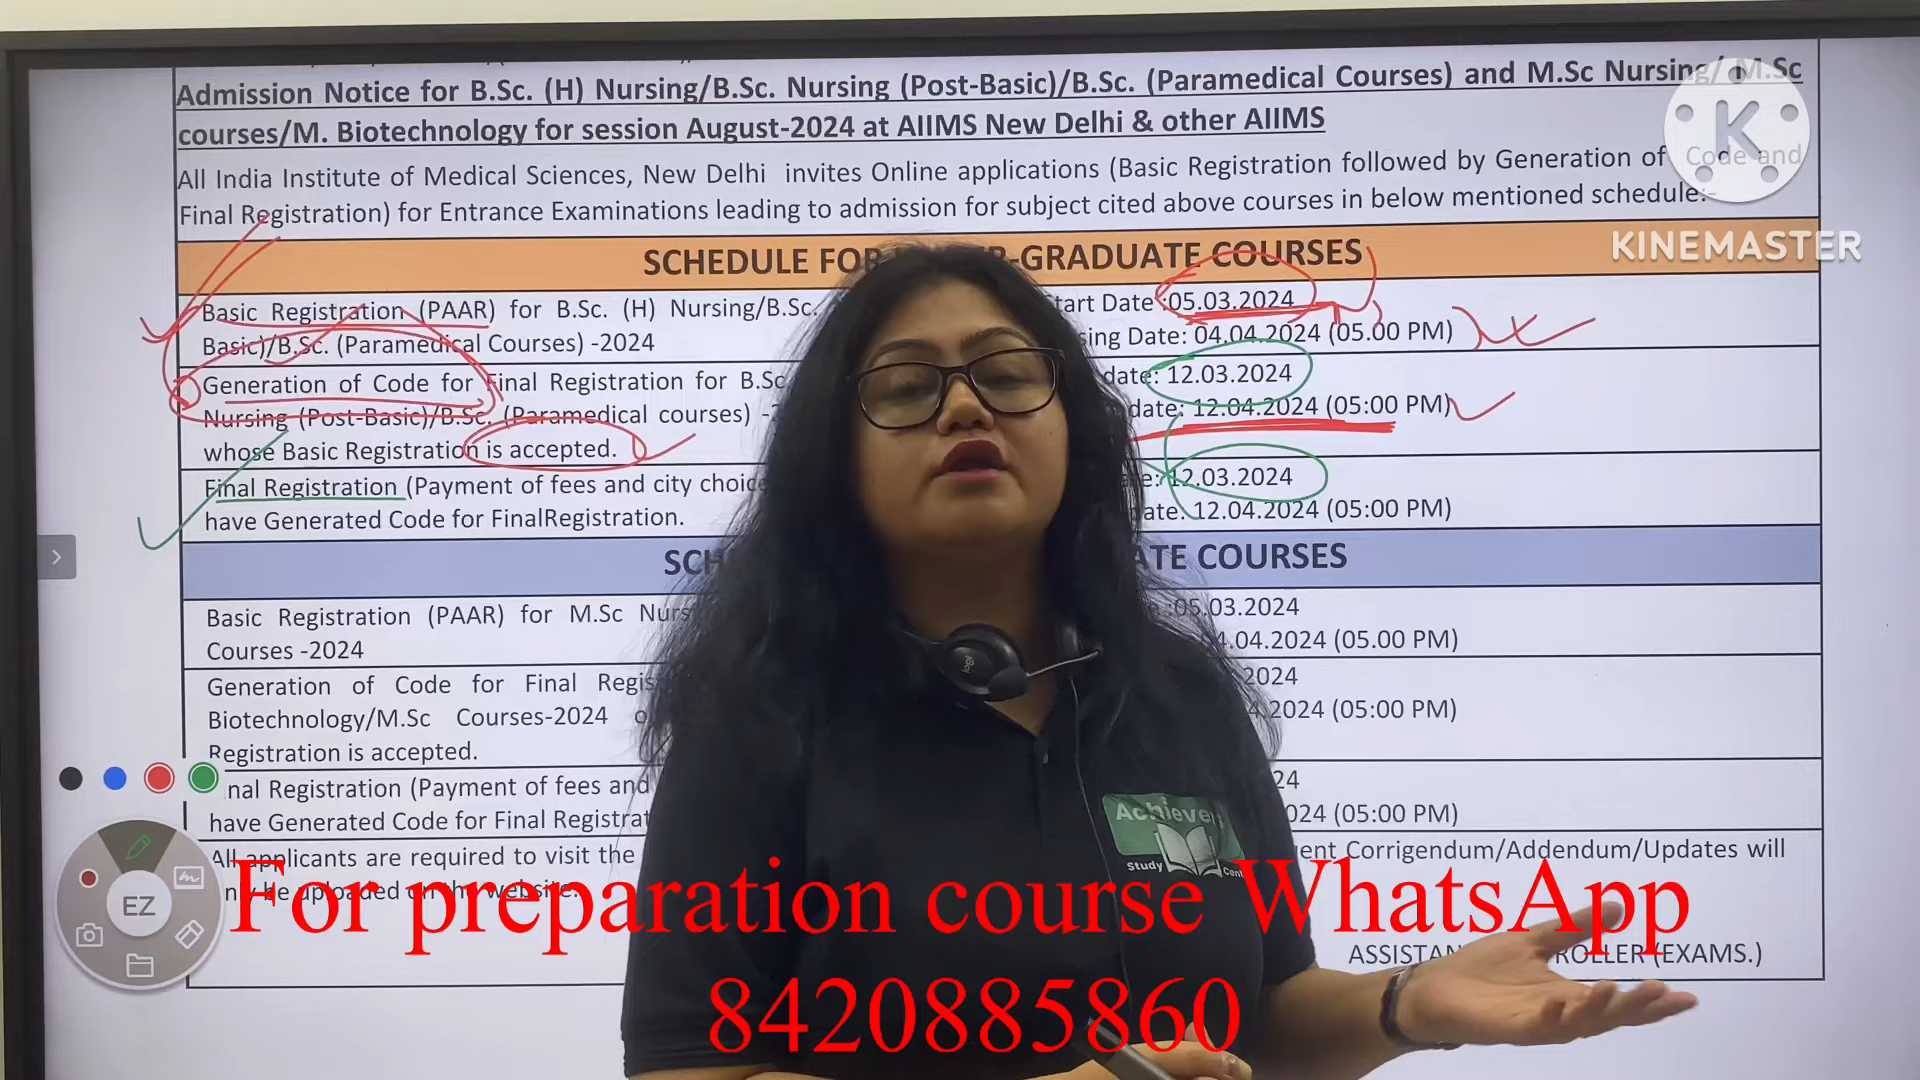 Admission Notice for B.Sc. (H) Nursing/B.Sc. Nursing (Post-Basic)/B.Sc. (Paramedical Courses) and M.Sc Nursing/ M.Sc
courses/M. Biotechnology for session August-2024 at AIIMS New Delhi & other AIIMS
All India Institute of Medical Sciences, New Delhi invites Online applications (Basic Registration followed by Generation of Code and
Final Registration) for Entrance Examinations leading to admission for subject cited above courses in below mentioned schedule:-
K
KINEMASTER
SCHEDULE FOR -GRADUATE COURSES
Basic Registration (PAAR) for B.Sc. (H) Nursing/B.Sc. Date :05.03.2024
Basic)/B.Sc. (Paramedical Courses) -2024 Date: 04.04.2024 (05.00 PM)
Generation of Code for Final Registration for B.Sc date: 12.03.2024
Nursing (Post-Basic)/B.Sc. (Paramedical courses) date: 12.04.2024 (05:00 PM)
whose Basic Registration is accepted.
Final Registration (Payment of fees and city choice 12.03.2024
have Generated Code for FinalRegistration. 12.04.2024 (05:00 PM)
COURSES
Basic Registration (PAAR) for M.Sc :05.03.2024
Courses -2024 04.2024 (05.00 PM)
Generation of Code for Final 2024
Biotechnology/M.Sc Courses-2024 2024 (05:00 PM)
Registration is accepted.
nal Registration (Payment of fees and 24
have Generated Code for Final 024 (05:00 PM)
All applicants are required to visit the Corrigendum/Addendum/Updates will
be uploaded on the website.
(EXAMS.)
EZ
logi
Achievers
Study
For preparation course WhatsApp
8420885860